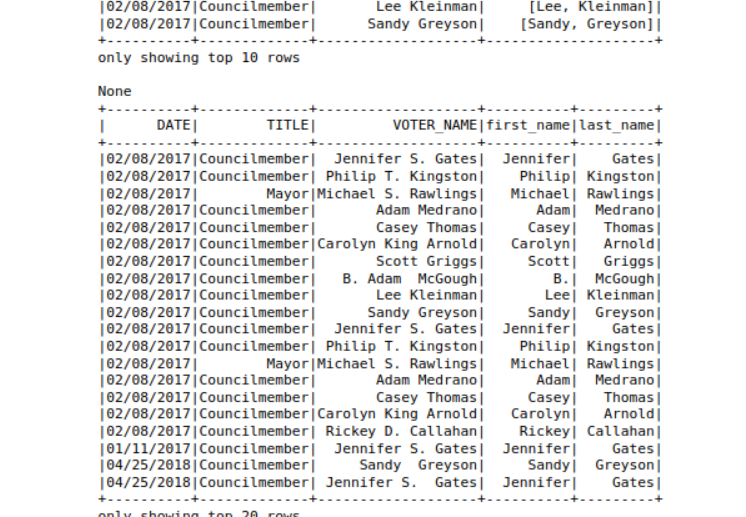 |02/08/2017|Councilmember|       Lee Kleinman|     [Lee, Kleinman]|
|02/08/2017|Councilmember|      Sandy Greyson|    [Sandy, Greyson]|
+----------+-------------+-------------------+--------------------+
only showing top 10 rows

None
+----------+-------------+-------------------+----------+---------+
|      DATE|        TITLE|         VOTER_NAME|first_name|last_name|
+----------+-------------+-------------------+----------+---------+
|02/08/2017|Councilmember|  Jennifer S. Gates|  Jennifer|    Gates|
|02/08/2017|Councilmember| Philip T. Kingston|    Philip| Kingston|
|02/08/2017|        Mayor|Michael S. Rawlings|   Michael| Rawlings|
|02/08/2017|Councilmember|       Adam Medrano|      Adam|  Medrano|
|02/08/2017|Councilmember|       Casey Thomas|     Casey|   Thomas|
|02/08/2017|Councilmember|Carolyn King Arnold|   Carolyn|   Arnold|
|02/08/2017|Councilmember|       Scott Griggs|     Scott|   Griggs|
|02/08/2017|Councilmember|   B. Adam  McGough|        B.|  McGough|
|02/08/2017|Councilmember|       Lee Kleinman|       Lee| Kleinman|
|02/08/2017|Councilmember|      Sandy Greyson|     Sandy|  Greyson|
|02/08/2017|Councilmember|  Jennifer S. Gates|  Jennifer|    Gates|
|02/08/2017|Councilmember| Philip T. Kingston|    Philip| Kingston|
|02/08/2017|        Mayor|Michael S. Rawlings|   Michael| Rawlings|
|02/08/2017|Councilmember|       Adam Medrano|      Adam|  Medrano|
|02/08/2017|Councilmember|       Casey Thomas|     Casey|   Thomas|
|02/08/2017|Councilmember|Carolyn King Arnold|   Carolyn|   Arnold|
|02/08/2017|Councilmember| Rickey D. Callahan|    Rickey| Callahan|
|01/11/2017|Councilmember|  Jennifer S. Gates|  Jennifer|    Gates|
|04/25/2018|Councilmember|     Sandy  Greyson|     Sandy|  Greyson|
|04/25/2018|Councilmember| Jennifer S.  Gates|  Jennifer|    Gates|
+----------+-------------+-------------------+----------+---------+
only showing top 20 rows